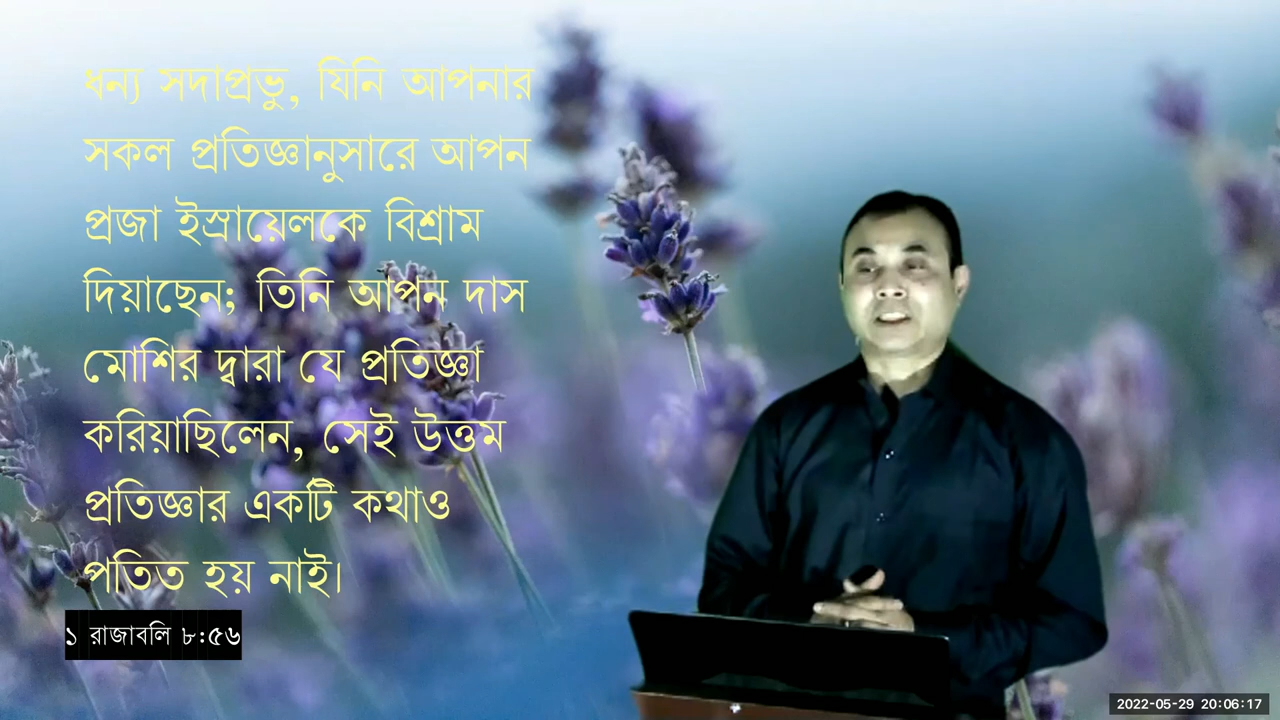 ধন্য সদাপ্রভু, যিনি আপনার
সকল প্রতিজ্ঞানুসারে আপন
প্রজা ইস্রায়েলকে বিশ্রাম
দিয়াছেন; তিনি আপন দাস
মোশির দ্বারা যে প্রতিজ্ঞা
করিয়াছিলেন, সেই উত্তম
প্রতিজ্ঞার একটি কথাও
পতিত হয় নাই।
১ রাজাবলি ৮:৫৬
2022-05-29 20:06:17